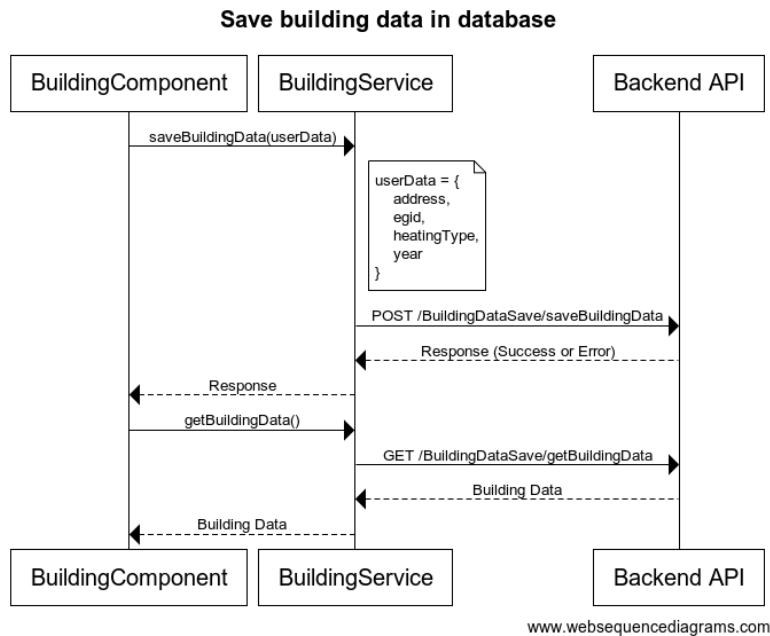 Save building data in database
BuildingComponent
BuildingService
Backend API
saveBuildingData(userData)
userData = {
address,
egid,
heatingType,
year
}
POST /BuildingDataSave/saveBuildingData
Response (Success or Error)
Response
getBuildingData()
GET /BuildingDataSave/getBuildingData
Building Data
Building Data
BuildingComponent
BuildingService
Backend API
www.websequencediagrams.com